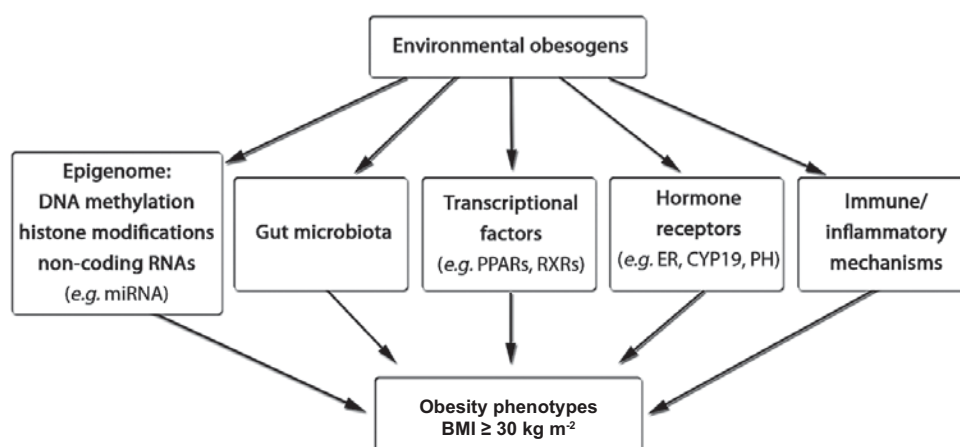 Environmental obesogens
Epigenome:
DNA methylation
histone modifications
non-coding RNAs
(e.g. miRNA)
Gut microbiota
Transcriptional
factors
(e.g. PPARs, RXRs)
Hormone
receptors
(e.g. ER, CYP19, PH)
Immune/
inflammatory
mechanisms
Obesity phenotypes
BMI ≥ 30 kg m⁻²